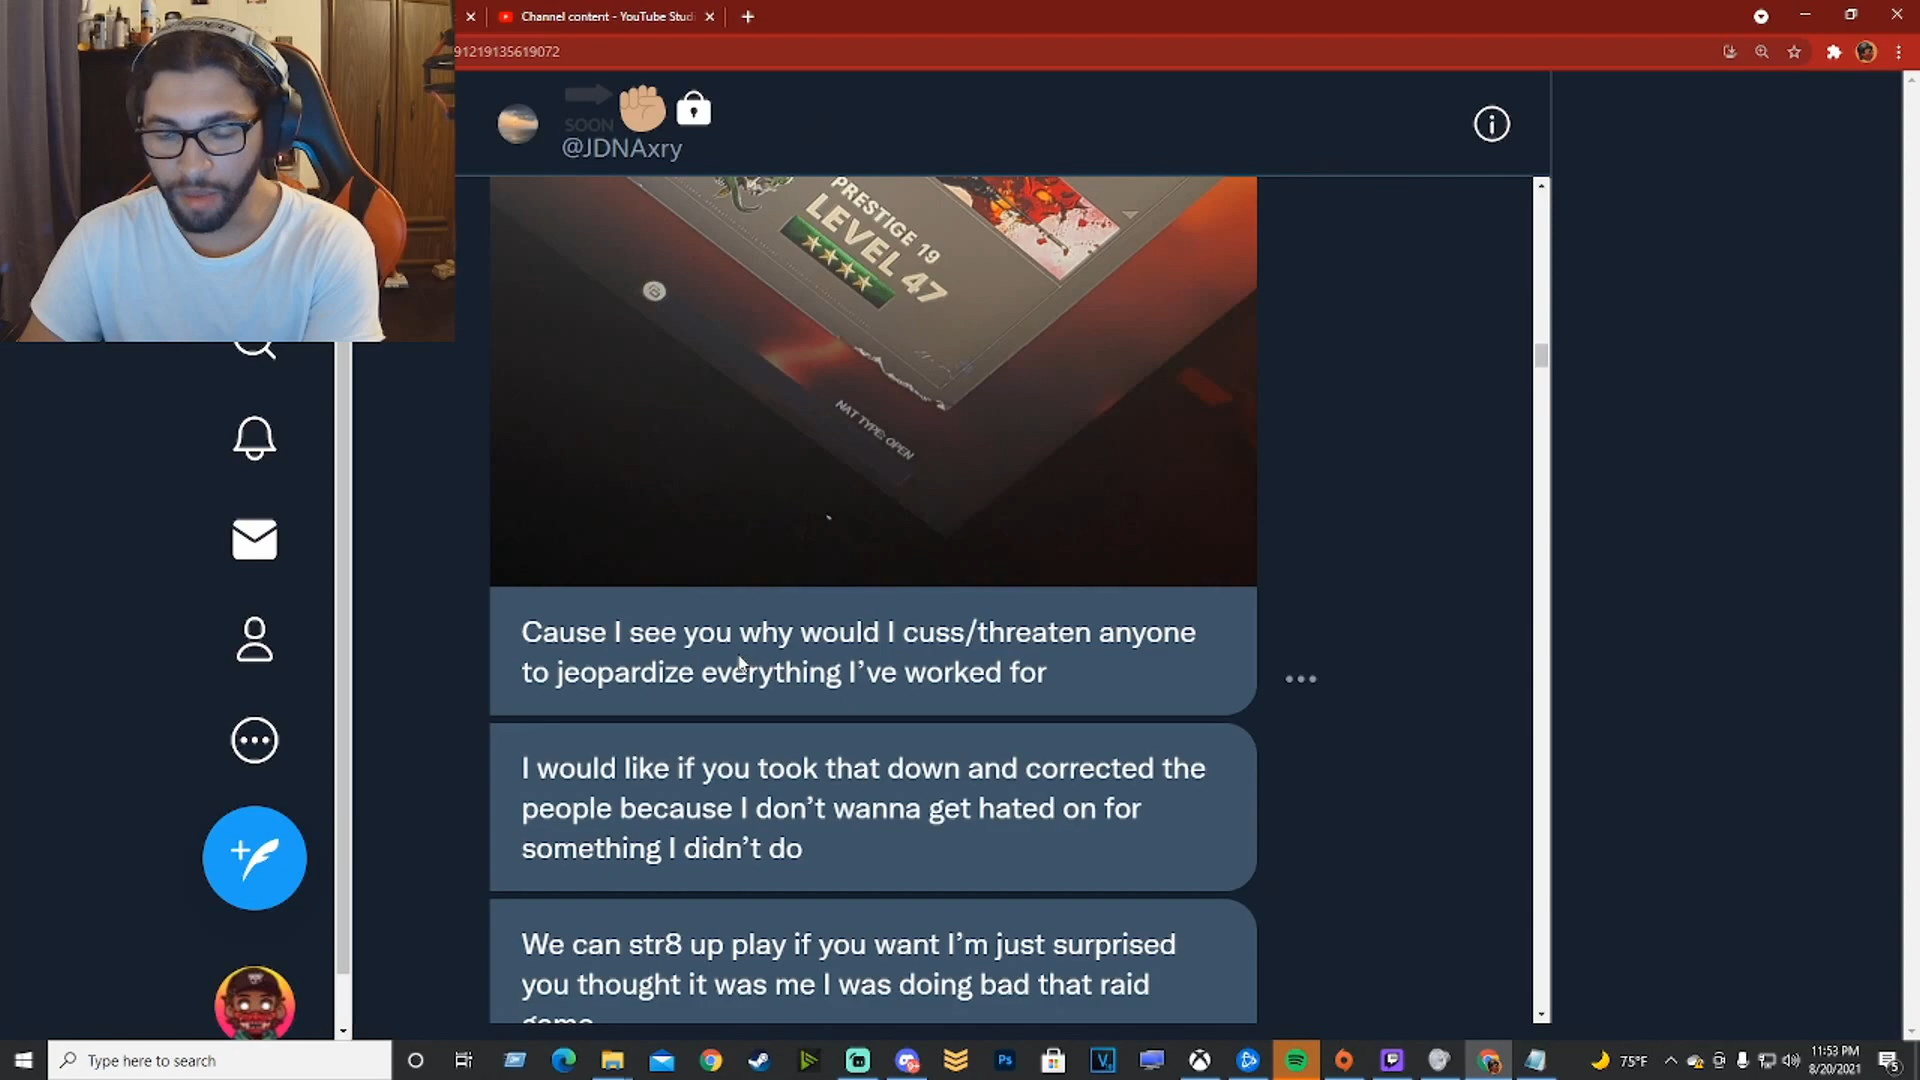 Channel content - YouTube Studi
91219135619072
SOON
@JDNAxry
PRESTIGE 19
LEVEL 47
NAT TYPE: OPEN
Cause I see you why would I cuss/threaten anyone
to jeopardize everything I've worked for
I would like if you took that down and corrected the
people because I don't wanna get hated on for
something I didn't do
We can str8 up play if you want I'm just surprised
you thought it was me I was doing bad that raid
game
Type here to search
Ps
75°F
11:53 PM
8/20/2021
5